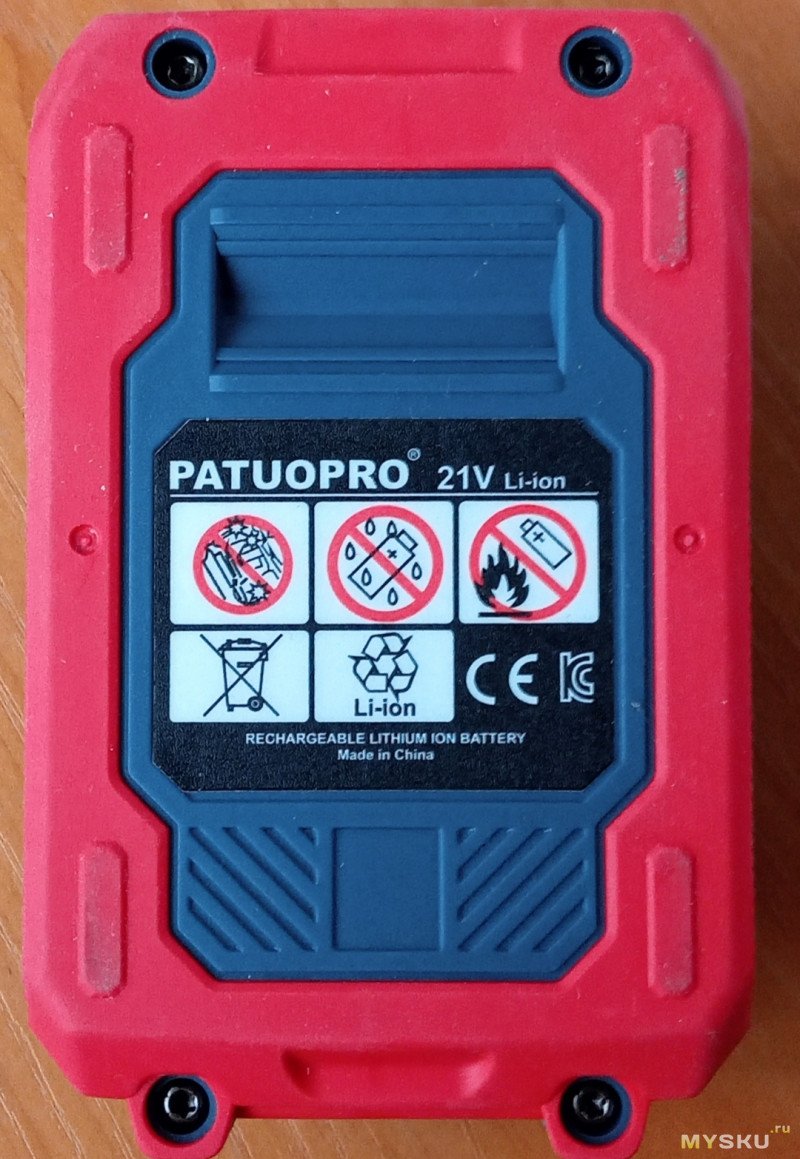 PATUOPRO® 21V Li-ion
Li-ion
CE
RECHARGEABLE LITHIUM ION BATTERY
Made in China
MYSKU.ru